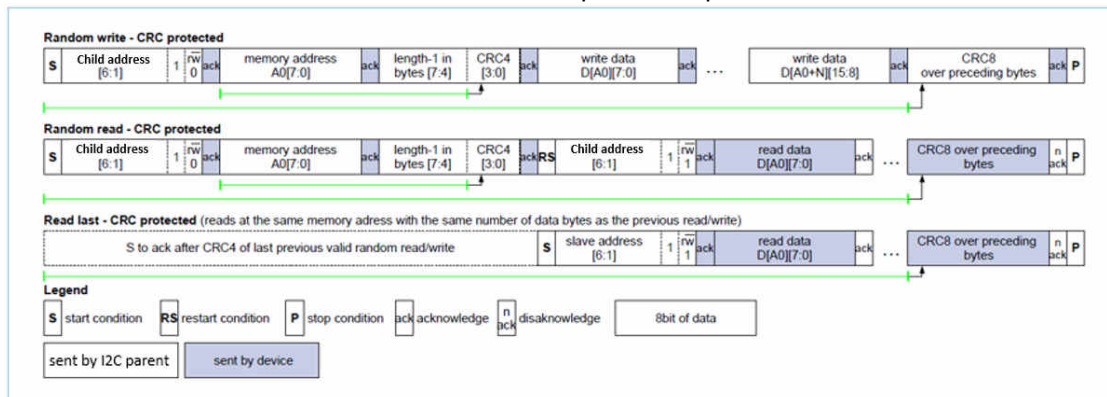 Random write - CRC protected
S Child address [6:1] 1 rw 0 ack memory address A0[7:0] ack length-1 in bytes [7:4] CRC4 [3:0] ack write data D[A0][7:0] ack ... write data D[A0+N][15:8] ack CRC8 over preceding bytes ack P
Random read - CRC protected
S Child address [6:1] 1 rw 0 ack memory address A0[7:0] ack length-1 in bytes [7:4] CRC4 [3:0] ack RS Child address [6:1] 1 rw 1 ack read data D[A0][7:0] ack ... CRC8 over preceding bytes n ack P
Read last - CRC protected (reads at the same memory adress with the same number of data bytes as the previous read/write)
S to ack after CRC4 of last previous valid random read/write S slave address [6:1] 1 rw 1 ack read data D[A0][7:0] ack ... CRC8 over preceding bytes n ack P
Legend
S start condition RS restart condition P stop condition ack acknowledge n ack disaknowledge 8bit of data
sent by I2C parent sent by device